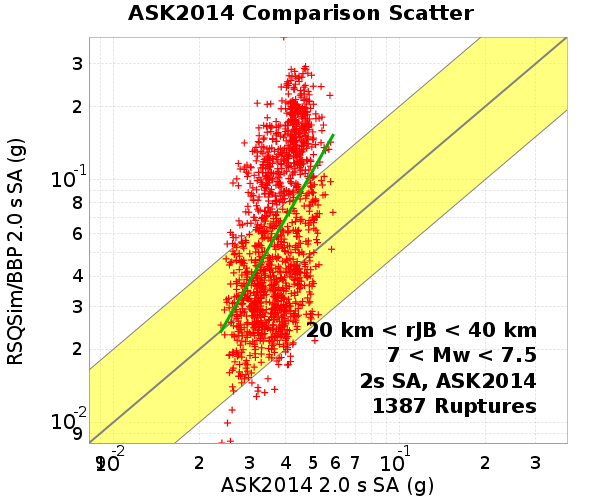 ASK2014 Comparison Scatter
RSQSim/BBP 2.0 s SA (g)
3
2
10-1
8
6
4
3
2
10-2
9
20 km < rJB < 40 km
7 < Mw < 7.5
2s SA, ASK2014
1387 Ruptures
9 10-2 2 3 4 5 6 7 10-1 2 3
ASK2014 2.0 s SA (g)